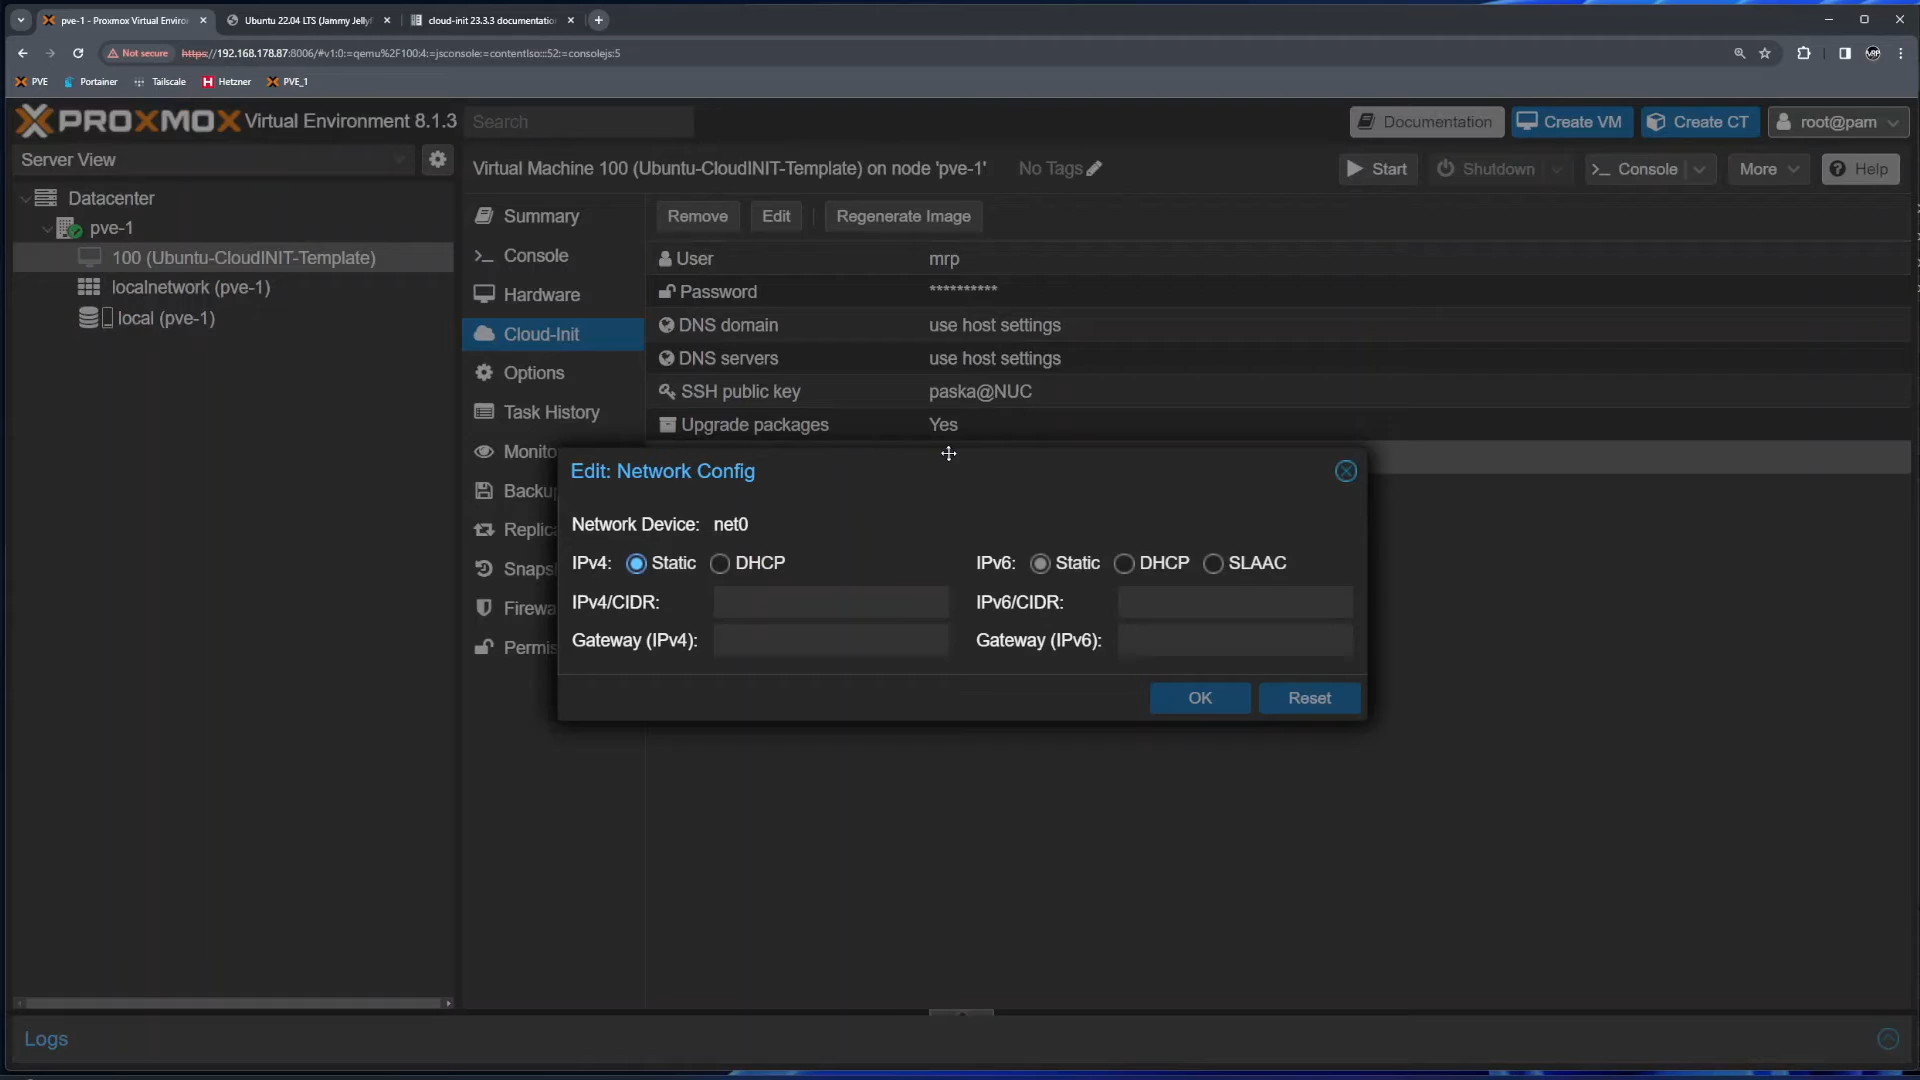 pve-1 - Proxmox Virtual Enviro
Ubuntu 22.04 LTS (Jammy Jellyf
cloud-init 23.3.3 documentation
Not secure
https://192.168.178.87:8006/#v1:0:=qemu%2F100:4:=jsconsole:=contentIso:::52:=consolejs:5
PVE
Portainer
Tailscale
Hetzner
PVE_1
PROXMOX
Virtual Environment 8.1.3
Search
Documentation
Create VM
Create CT
root@pam
Server View
Virtual Machine 100 (Ubuntu-CloudINIT-Template) on node 'pve-1'
No Tags
Start
Shutdown
Console
More
Help
Datacenter
pve-1
100 (Ubuntu-CloudINIT-Template)
localnetwork (pve-1)
local (pve-1)
Summary
Console
Hardware
Cloud-Init
Options
Task History
Monito
Backup
Replica
Snaps
Firewa
Permis
Remove
Edit
Regenerate Image
User mrp
Password **********
DNS domain use host settings
DNS servers use host settings
SSH public key paska@NUC
Upgrade packages Yes
Edit: Network Config
Network Device: net0
IPv4: Static DHCP
IPv6: Static DHCP SLAAC
IPv4/CIDR:
IPv6/CIDR:
Gateway (IPv4):
Gateway (IPv6):
OK
Reset
Logs